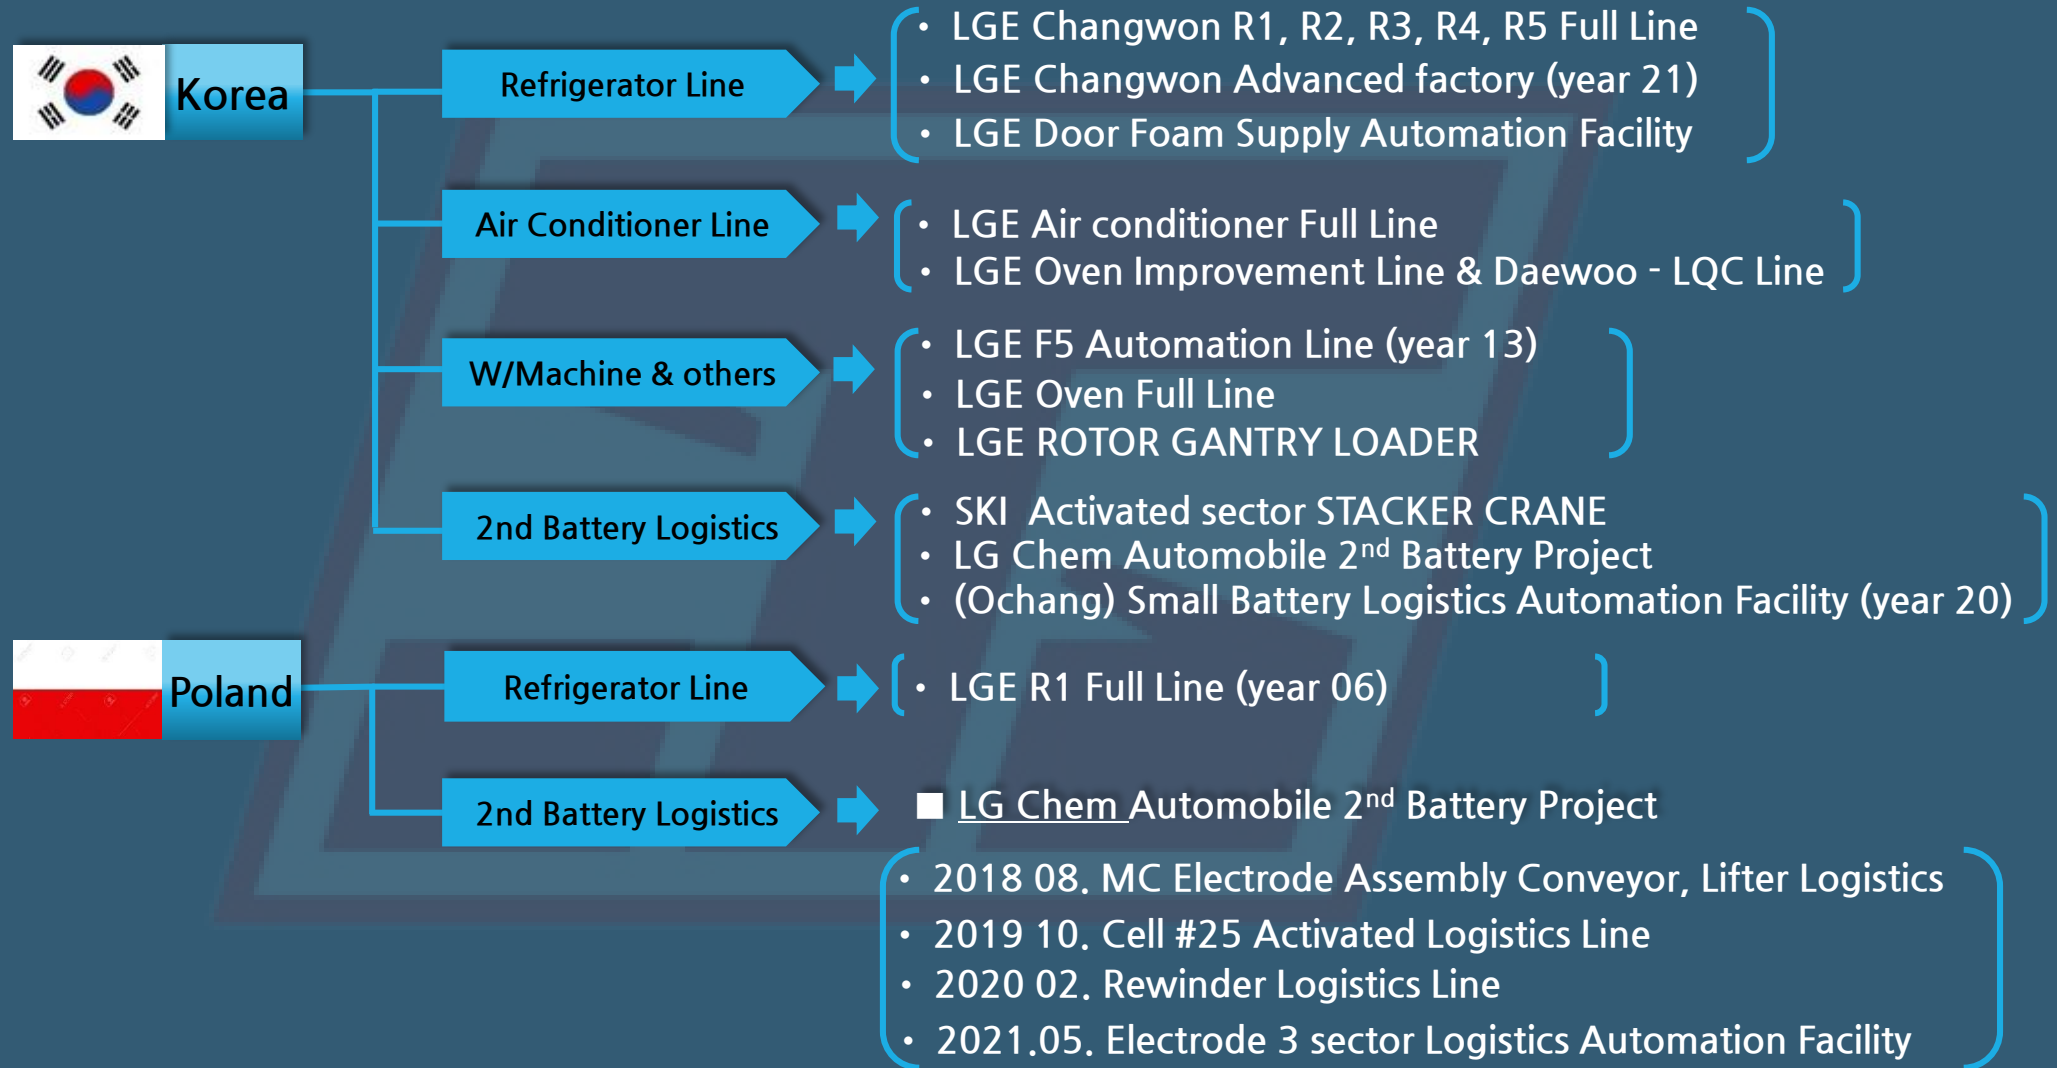 Korea
Refrigerator Line
• LGE Changwon R1, R2, R3, R4, R5 Full Line
• LGE Changwon Advanced factory (year 21)
• LGE Door Foam Supply Automation Facility
Air Conditioner Line
• LGE Air conditioner Full Line
• LGE Oven Improvement Line & Daewoo - LQC Line
W/Machine & others
• LGE F5 Automation Line (year 13)
• LGE Oven Full Line
• LGE ROTOR GANTRY LOADER
2nd Battery Logistics
• SKI Activated sector STACKER CRANE
• LG Chem Automobile 2nd Battery Project
• (Ochang) Small Battery Logistics Automation Facility (year 20)
Poland
Refrigerator Line
• LGE R1 Full Line (year 06)
2nd Battery Logistics
■ LG Chem Automobile 2nd Battery Project
• 2018 08. MC Electrode Assembly Conveyor, Lifter Logistics
• 2019 10. Cell #25 Activated Logistics Line
• 2020 02. Rewinder Logistics Line
• 2021.05. Electrode 3 sector Logistics Automation Facility